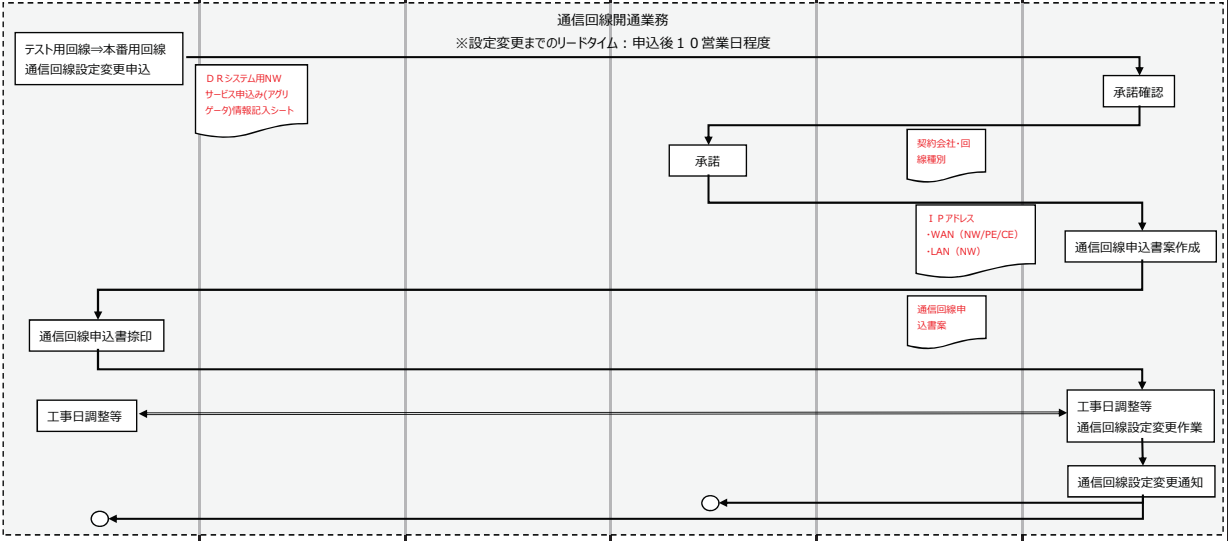 通信回線開通業務
※設定変更までのリードタイム：申込後１０営業日程度
テスト用回線⇒本番用回線
通信回線設定変更申込
ＤＲシステム用NW
サービス申込み(アグリ
ゲータ)情報記入シート
承諾確認
承諾
契約会社・回
線種別
ＩＰアドレス
・WAN（NW/PE/CE）
・LAN（NW）
通信回線申込書案作成
通信回線申込書捺印
通信回線申
込書案
工事日調整等
工事日調整等
通信回線設定変更作業
通信回線設定変更通知